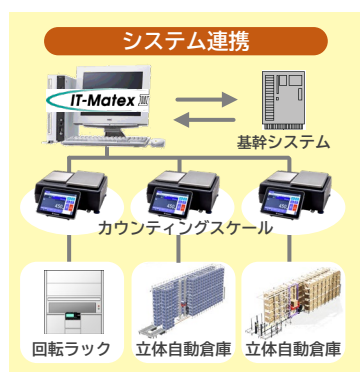 システム連携
IT-Matex
基幹システム
カウンティングスケール
回転ラック
立体自動倉庫
立体自動倉庫